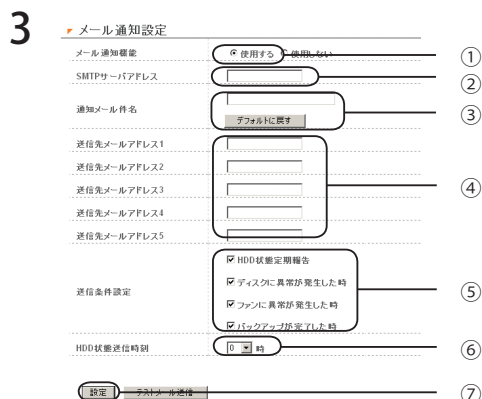 3
メール通知設定
メール通知機能 使用する 使用しない ①
SMTPサーバアドレス ②
通知メール件名 デフォルトに戻す ③
送信先メールアドレス1
送信先メールアドレス2
送信先メールアドレス3 ④
送信先メールアドレス4
送信先メールアドレス5
HDD状態定期報告
ディスクに異常が発生した時
送信条件設定 ⑤
ファンに異常が発生した時
バックアップが完了した時
HDD状態送信時刻 0 時 ⑥
設定 テストメール送信 ⑦